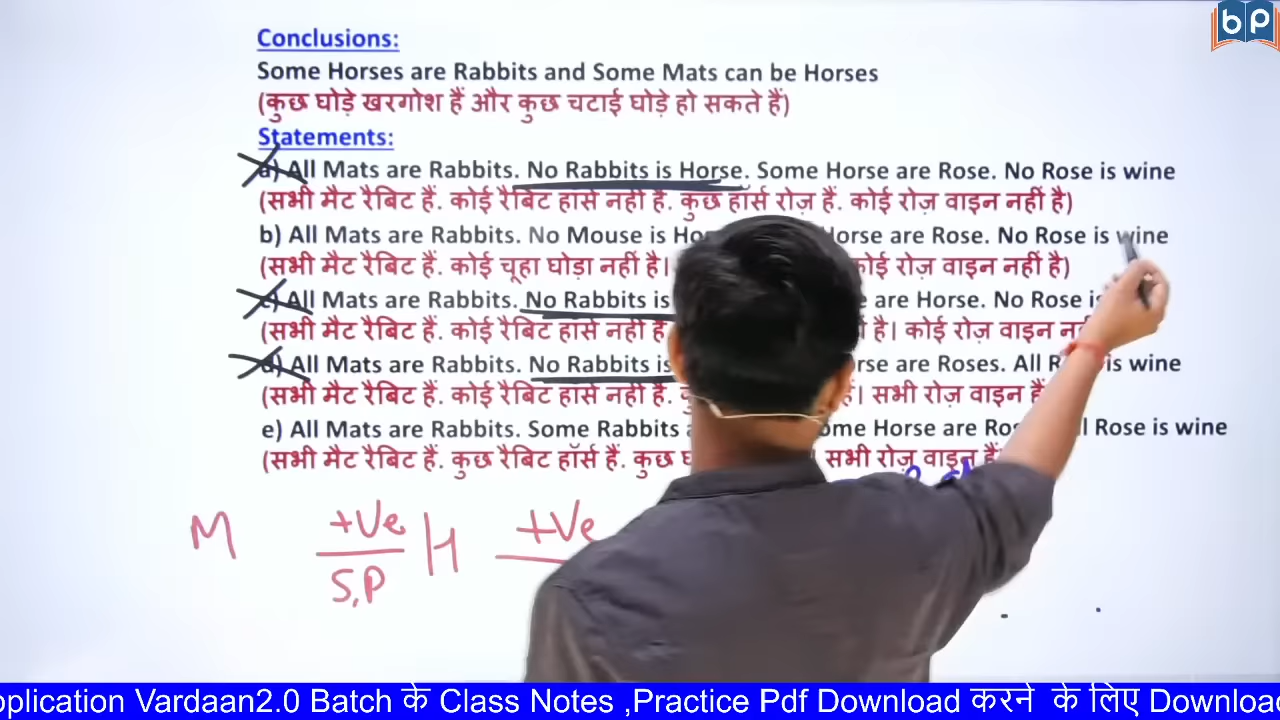 bp
Conclusions:
Some Horses are Rabbits and Some Mats can be Horses
(कुछ घोड़े खरगोश हैं और कुछ चटाई घोड़े हो सकते हैं)
Statements:
a) All Mats are Rabbits. No Rabbits is Horse. Some Horse are Rose. No Rose is wine
(सभी मैट रैबिट हैं. कोई रैबिट हार्स नहीं है. कुछ हार्स रोज़ हैं. कोई रोज़ वाइन नहीं है)
b) All Mats are Rabbits. No Mouse is Horse are Rose. No Rose is wine
(सभी मैट रैबिट हैं. कोई चूहा घोड़ा नहीं है। कोई रोज़ वाइन नहीं है)
c) All Mats are Rabbits. No Rabbits is are Horse. No Rose
(सभी मैट रैबिट हैं. कोई रैबिट हार्स नहीं है है। कोई रोज़ वाइन
d) All Mats are Rabbits. No Rabbits is are Roses. All is wine
(सभी मैट रैबिट हैं. कोई रैबिट हार्स नहीं है. हैं। सभी रोज़ वाइन हैं
e) All Mats are Rabbits. Some Rabbits Some Horse are Rose is wine
(सभी मैट रैबिट हैं. कुछ रैबिट हॉर्स हैं. कुछ सभी रोज़ वाइन हैं
M +Ve H +Ve
S,P
pplication Vardaan2.0 Batch के Class Notes ,Practice Pdf Download करने के लिए Download